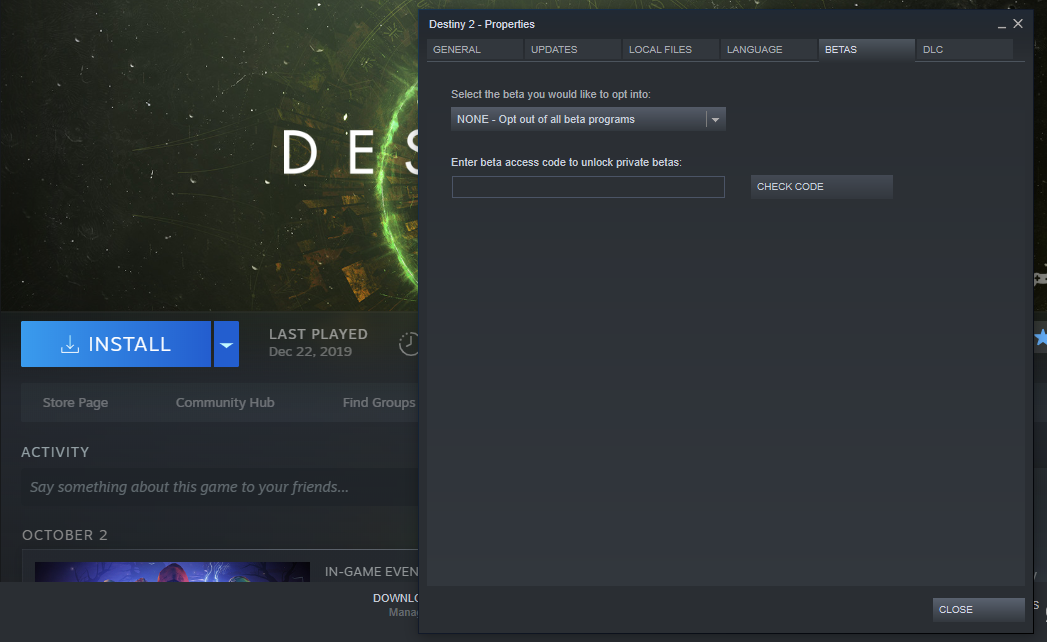 Destiny 2 - Properties
GENERAL
UPDATES
LOCAL FILES
LANGUAGE
BETAS
DLC
Select the beta you would like to opt into:
NONE - Opt out of all beta programs
Enter beta access code to unlock private betas:
CHECK CODE
CLOSE
DES
INSTALL
LAST PLAYED
Dec 22, 2019
Store Page
Community Hub
Find Groups
ACTIVITY
Say something about this game to your friends...
OCTOBER 2
IN-GAME EVEN
DOWNLO
Manag